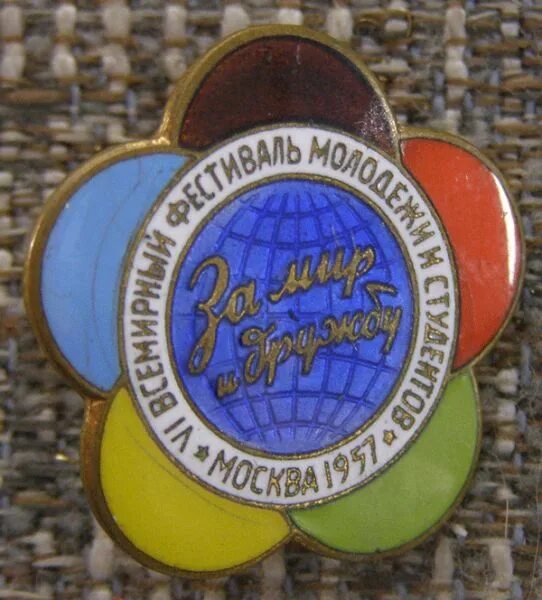 VI ВСЕМИРНЫЙ ФЕСТИВАЛЬ МОЛОДЕЖИ И СТУДЕНТОВ
★ МОСКВА 1957 ★
За мир
и дружбу